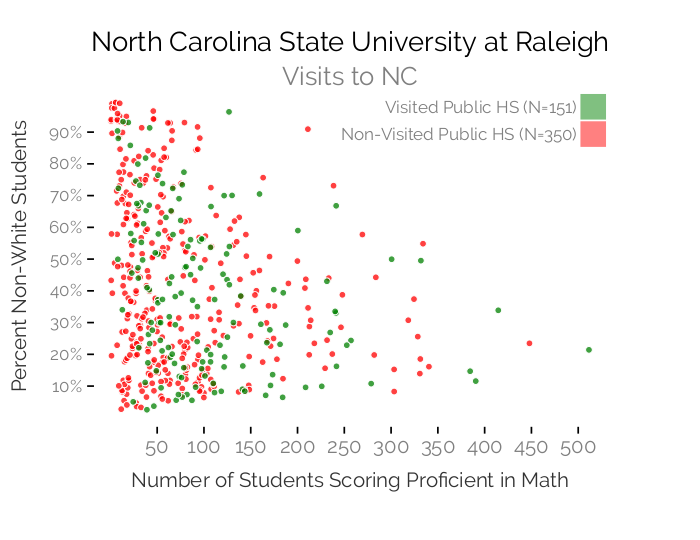 North Carolina State University at Raleigh
Visits to NC
Visited Public HS (N=151)
Non-Visited Public HS (N=350)
Percent Non-White Students
90%
80%
70%
60%
50%
40%
30%
20%
10%
50 100 150 200 250 300 350 400 450 500
Number of Students Scoring Proficient in Math